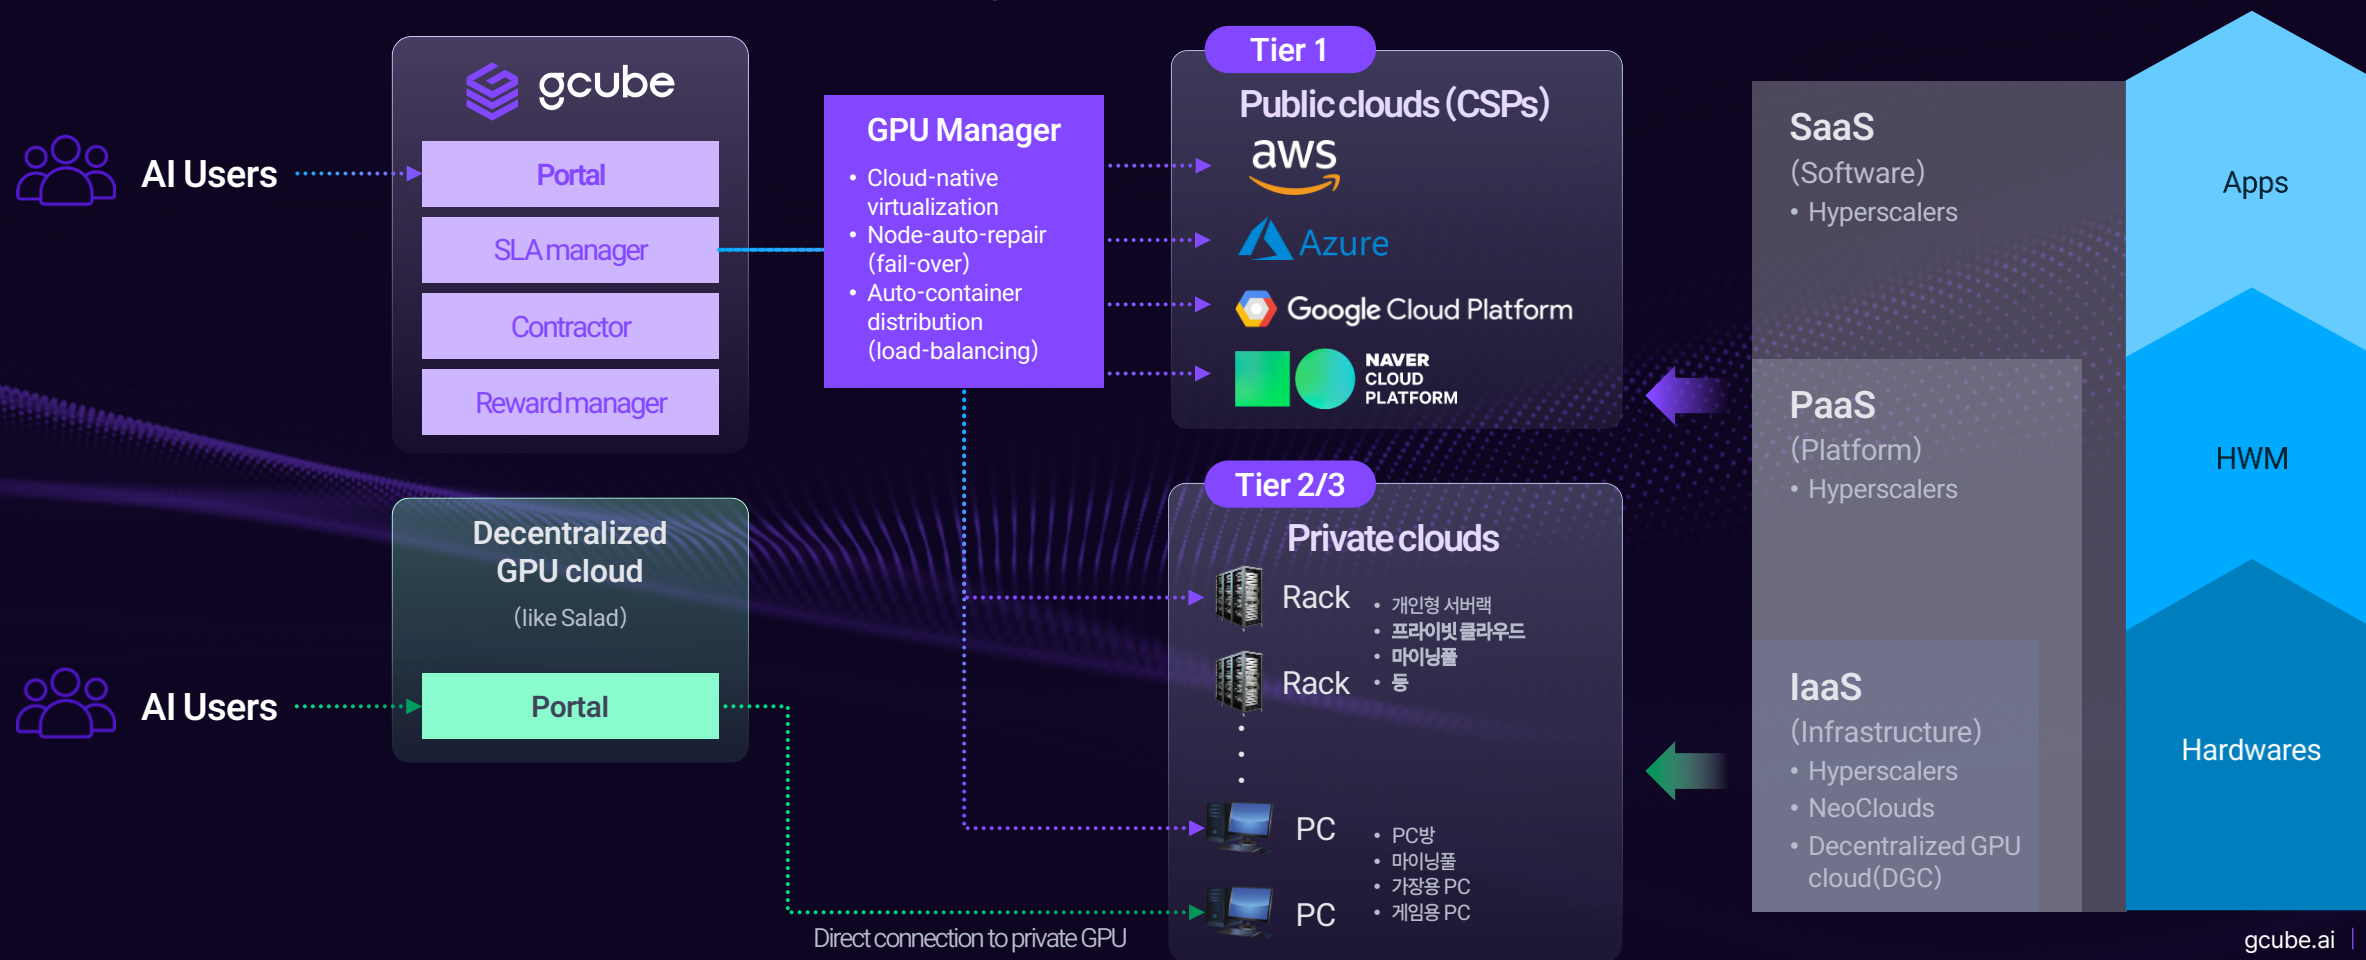 gcube
AI Users
Portal
SLA manager
Contractor
Reward manager
GPU Manager
• Cloud-native
virtualization
• Node-auto-repair
(fail-over)
• Auto-container
distribution
(load-balancing)
Tier 1
Public clouds (CSPs)
aws
Azure
Google Cloud Platform
NAVER
CLOUD
PLATFORM
Decentralized
GPU cloud
(like Salad)
AI Users
Portal
Direct connection to private GPU
Tier 2/3
Private clouds
Rack
• 개인형 서버랙
• 프라이빗 클라우드
• 마이닝풀
• 등
Rack
PC
• PC방
• 마이닝풀
• 가장용 PC
• 게임용 PC
PC
SaaS
(Software)
• Hyperscalers
PaaS
(Platform)
• Hyperscalers
IaaS
(Infrastructure)
• Hyperscalers
• NeoClouds
• Decentralized GPU
cloud(DGC)
Apps
HWM
Hardwares
gcube.ai